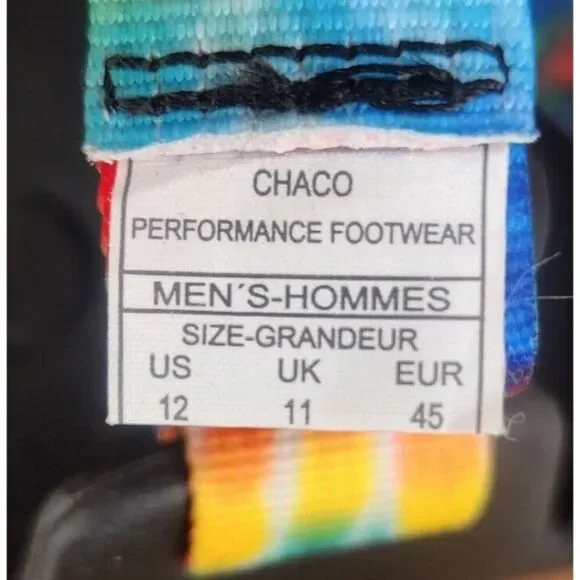 CHACO
PERFORMANCE FOOTWEAR
MEN´S-HOMMES
SIZE-GRANDEUR
US UK EUR
12 11 45